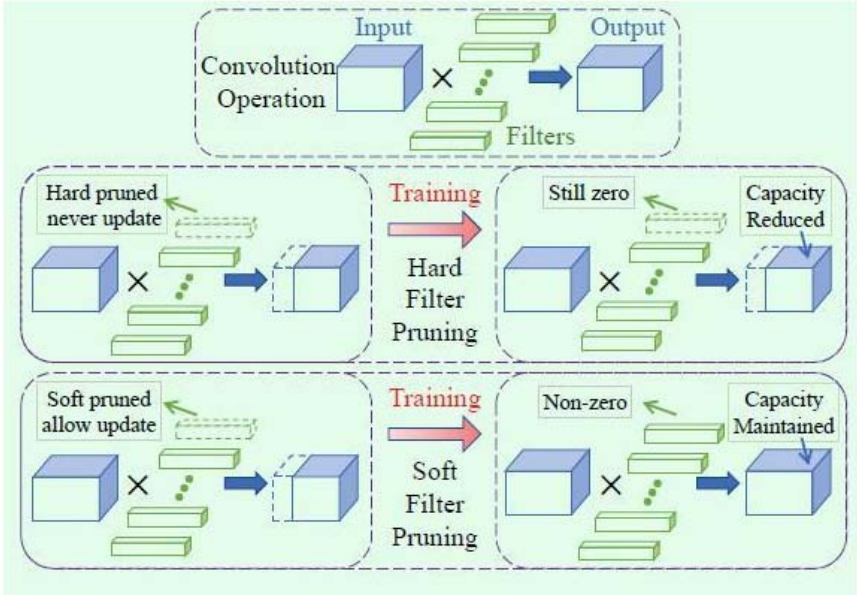 Input
Output
Convolution
Operation
×
Filters
Hard pruned
never update
×
Training
Hard
Filter
Pruning
Still zero
Capacity
Reduced
×
Soft pruned
allow update
×
Training
Soft
Filter
Pruning
Non-zero
Capacity
Maintained
×